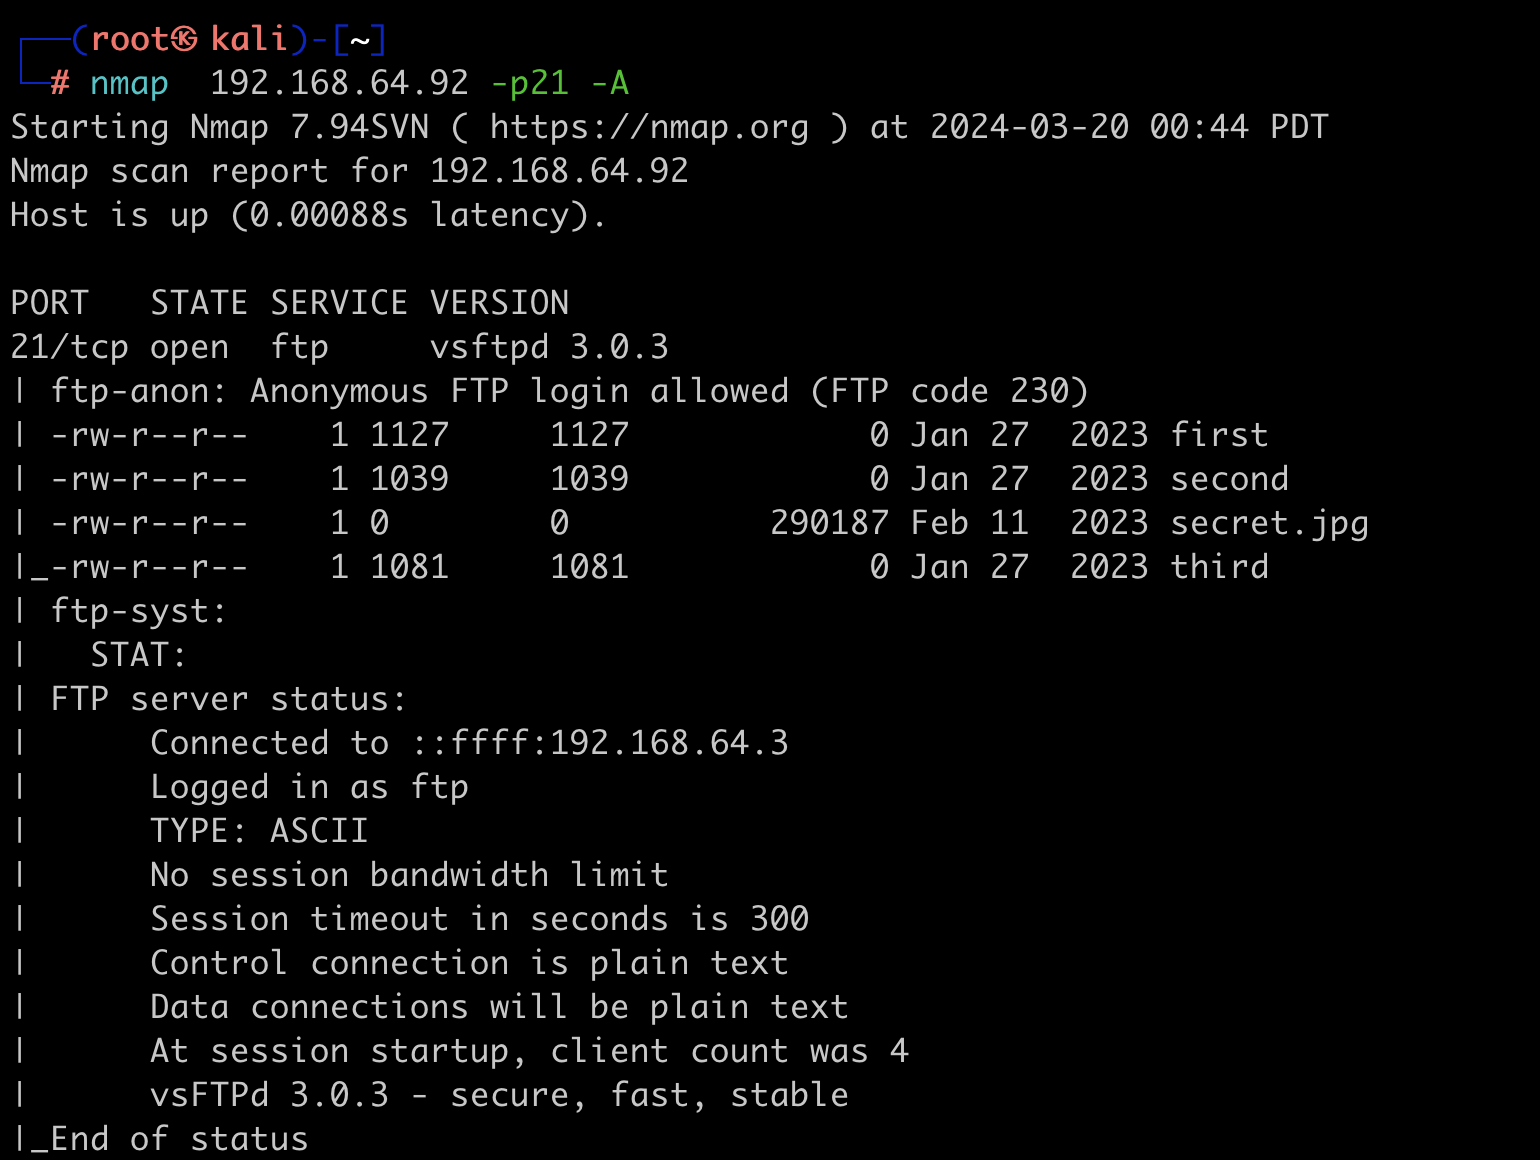 ┌──(root㉿kali)-[~]
└─# nmap  192.168.64.92 -p21 -A
Starting Nmap 7.94SVN ( https://nmap.org ) at 2024-03-20 00:44 PDT
Nmap scan report for 192.168.64.92
Host is up (0.00088s latency).

PORT   STATE SERVICE VERSION
21/tcp open  ftp     vsftpd 3.0.3
| ftp-anon: Anonymous FTP login allowed (FTP code 230)
| -rw-r--r--    1 1127     1127            0 Jan 27  2023 first
| -rw-r--r--    1 1039     1039            0 Jan 27  2023 second
| -rw-r--r--    1 0        0          290187 Feb 11  2023 secret.jpg
|_-rw-r--r--    1 1081     1081            0 Jan 27  2023 third
| ftp-syst:
|   STAT:
| FTP server status:
|      Connected to ::ffff:192.168.64.3
|      Logged in as ftp
|      TYPE: ASCII
|      No session bandwidth limit
|      Session timeout in seconds is 300
|      Control connection is plain text
|      Data connections will be plain text
|      At session startup, client count was 4
|      vsFTPd 3.0.3 - secure, fast, stable
|_End of status